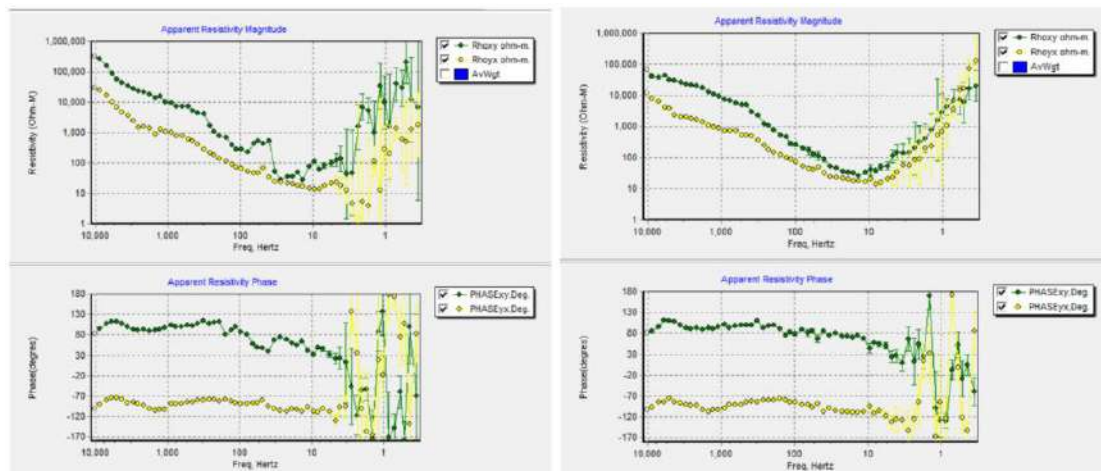 Apparent Resistivity Magnitude
Resistivity (Ohm-M)
1,000,000
100,000
10,000
1,000
100
10
1
10,000 1,000 100 10 1
Freq, Hertz
Rhoxy ohm-m.
Rhoyx ohm-m.
AvWgt
Apparent Resistivity Magnitude
Resistivity (Ohm-M)
1,000,000
100,000
10,000
1,000
100
10
1
10,000 1,000 100 10 1
Freq, Hertz
Rhoxy ohm-m.
Rhoyx ohm-m.
AvWgt
Apparent Resistivity Phase
Phase(degres)
180
130
80
30
-20
-70
-120
-170
10,000 1,000 100 10 1
Freq, Hertz
PHASExy,Deg.
PHASEyx,Deg.
Apparent Resistivity Phase
Phase(degres)
180
130
80
30
-20
-70
-120
-170
10,000 1,000 100 10 1
Freq, Hertz
PHASExy,Deg.
PHASEyx,Deg.